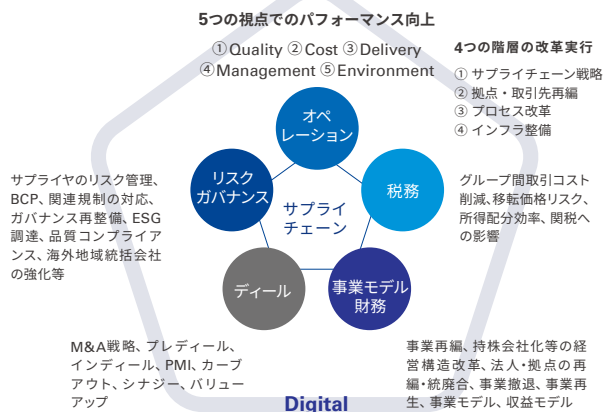 5つの視点でのパフォーマンス向上
①Quality ②Cost ③Delivery
④Management ⑤Environment
4つの階層の改革実行
① サプライチェーン戦略
② 拠点・取引先再編
③ プロセス改革
④ インフラ整備
オペ
レーション
リスク
ガバナンス
税務
サプライ
チェーン
ディール
事業モデル
財務
サプライヤのリスク管理、
BCP、関連規制の対応、
ガバナンス再整備、ESG
調達、品質コンプライア
ンス、海外地域統括会社
の強化等
グループ間取引コスト
削減、移転価格リスク、
所得配分効率、関税へ
の影響
M&A戦略、プレディール、
インディール、PMI、カーブ
アウト、シナジー、バリュー
アップ
事業再編、持株会社化等の経
営構造改革、法人・拠点の再
編・統廃合、事業撤退、事業再
生、事業モデル、収益モデル
Digital